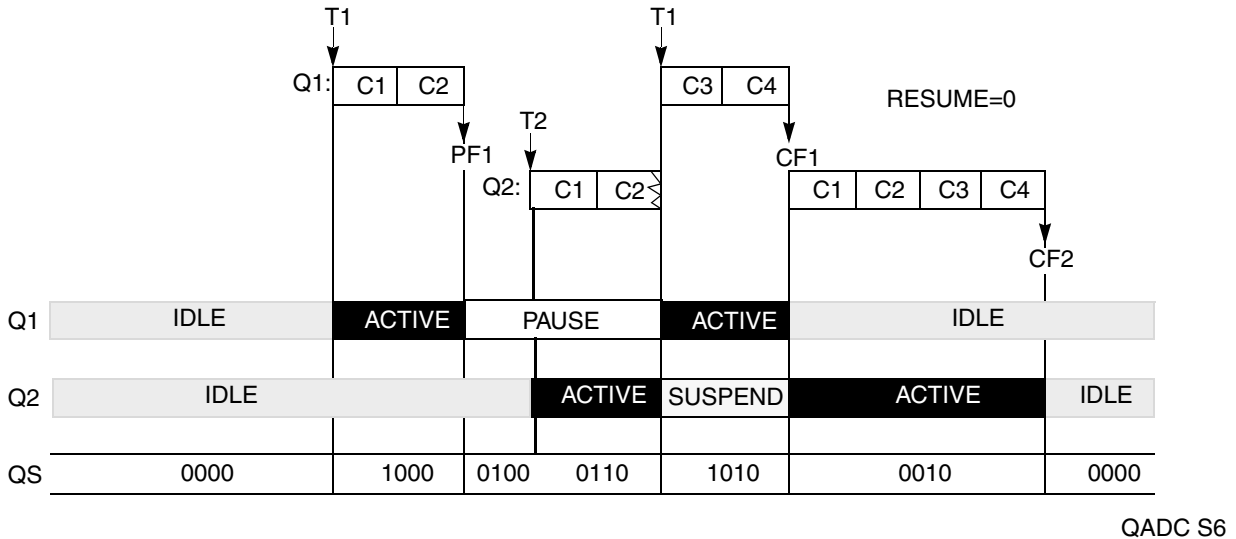 T1 T1
Q1: C1 C2 C3 C4 RESUME=0
T2
PF1 CF1
Q2: C1 C2 C1 C2 C3 C4
CF2
Q1 IDLE ACTIVE PAUSE ACTIVE IDLE
Q2 IDLE ACTIVE SUSPEND ACTIVE IDLE
QS 0000 1000 0100 0110 1010 0010 0000
QADC S6